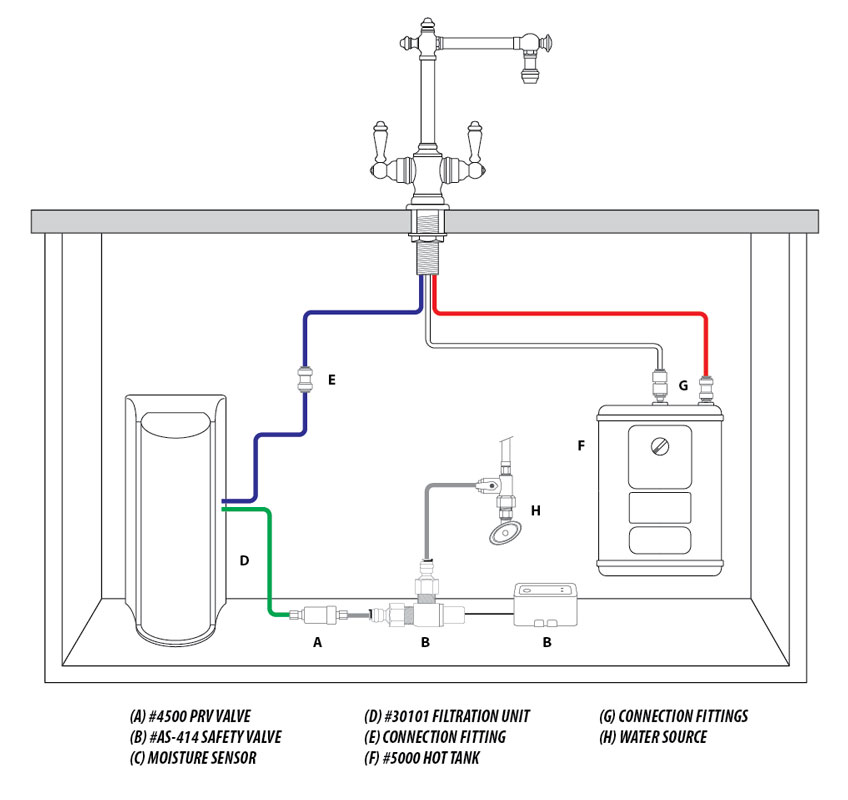 E
G
F
H
D
A
B
B
(A) #4500 PRV VALVE
(B) #AS-414 SAFETY VALVE
(C) MOISTURE SENSOR
(D) #30101 FILTRATION UNIT
(E) CONNECTION FITTING
(F) #5000 HOT TANK
(G) CONNECTION FITTINGS
(H) WATER SOURCE